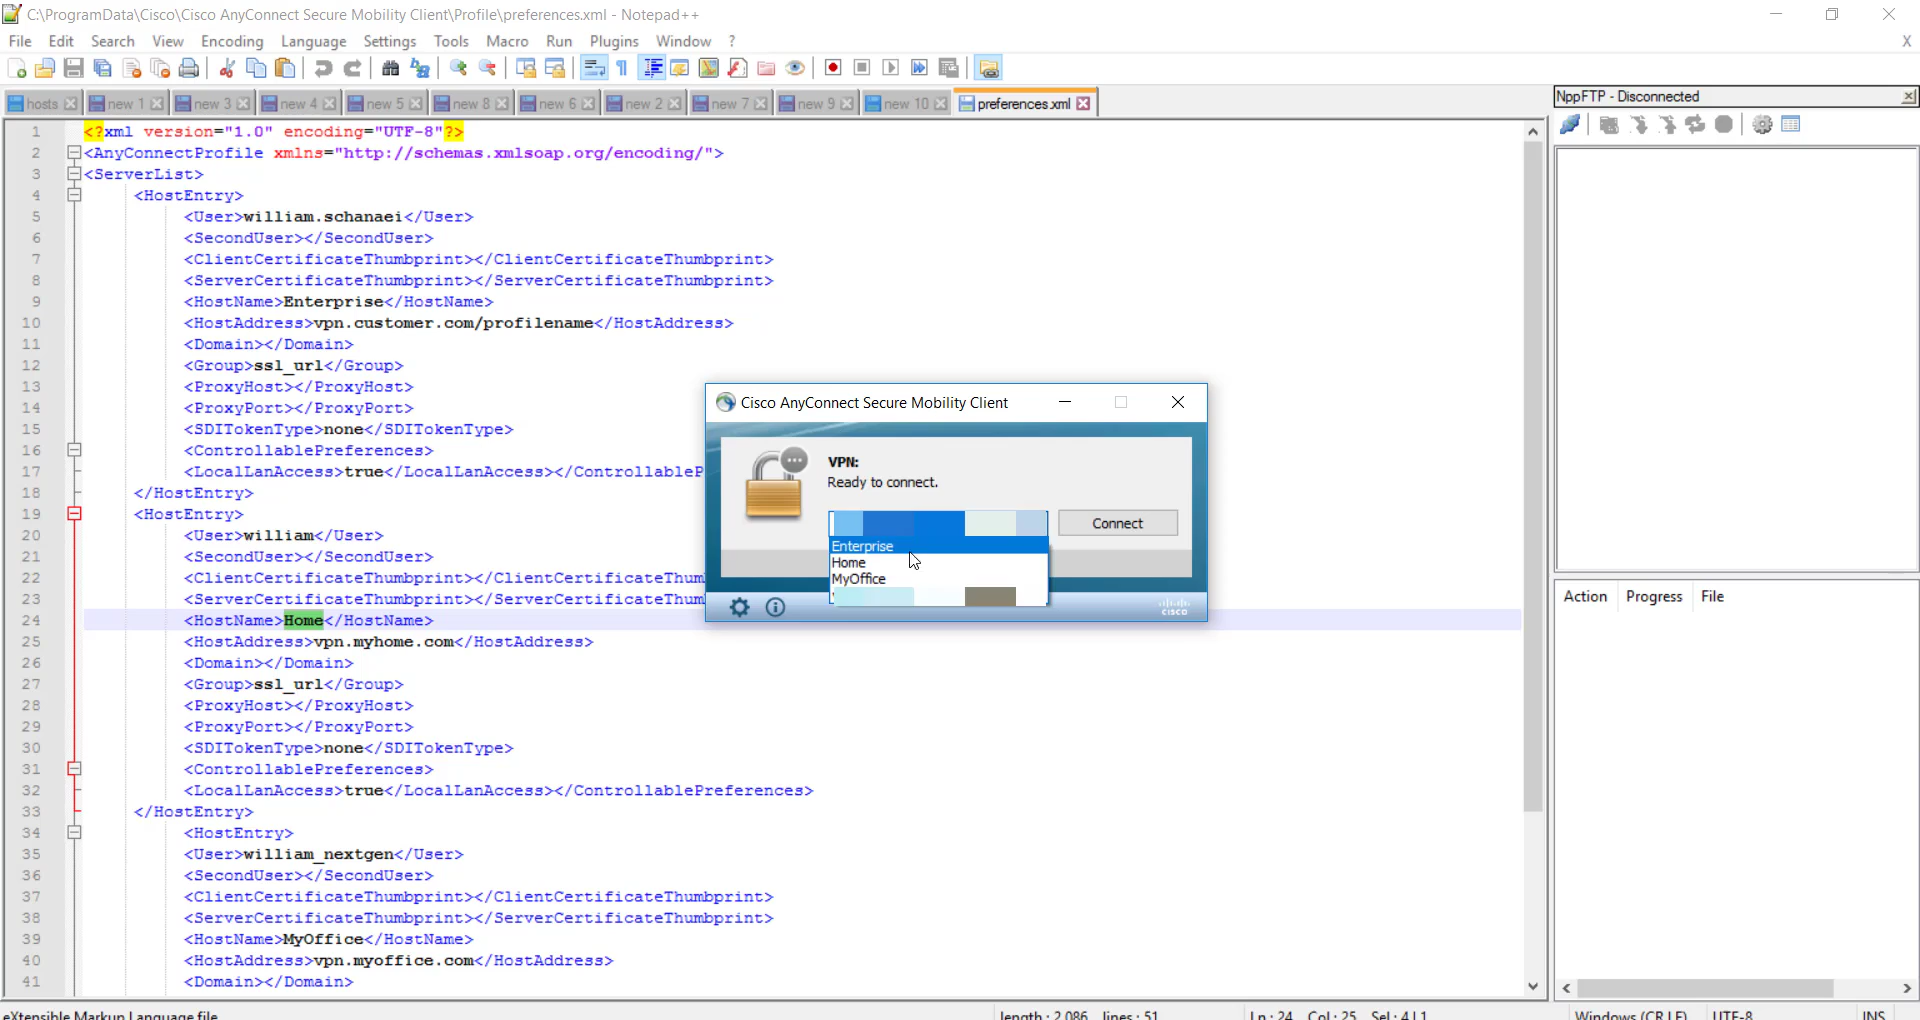 C:\ProgramData\Cisco\Cisco AnyConnect Secure Mobility Client\Profile\preferences.xml - Notepad++
File Edit Search View Encoding Language Settings Tools Macro Run Plugins Window ?
X
hosts new 1 new 3 new 4 new 5 new 8 new 6 new 2 new 7 new 9 new 10 preferences.xml
NppFTP - Disconnected
1 <?xml version="1.0" encoding="UTF-8"?>
2 <AnyConnectProfile xmlns="http://schemas.xmlsoap.org/encoding/">
3 <ServerList>
4 <HostEntry>
5 <User>william.schanaei</User>
6 <SecondUser></SecondUser>
7 <ClientCertificateThumbprint></ClientCertificateThumbprint>
8 <ServerCertificateThumbprint></ServerCertificateThumbprint>
9 <HostName>Enterprise</HostName>
10 <HostAddress>vpn.customer.com/profilename</HostAddress>
11 <Domain></Domain>
12 <Group>ssl_url</Group>
13 <ProxyHost></ProxyHost>
14 <ProxyPort></ProxyPort>
15 <SDITokenType>none</SDITokenType>
16 <ControllablePreferences>
17 <LocalLanAccess>true</LocalLanAccess></ControllableP
18 </HostEntry>
19 <HostEntry>
20 <User>william</User>
21 <SecondUser></SecondUser>
22 <ClientCertificateThumbprint></ClientCertificateThum
23 <ServerCertificateThumbprint></ServerCertificateThum
24 <HostName>Home</HostName>
25 <HostAddress>vpn.myhome.com</HostAddress>
26 <Domain></Domain>
27 <Group>ssl_url</Group>
28 <ProxyHost></ProxyHost>
29 <ProxyPort></ProxyPort>
30 <SDITokenType>none</SDITokenType>
31 <ControllablePreferences>
32 <LocalLanAccess>true</LocalLanAccess></ControllablePreferences>
33 </HostEntry>
34 <HostEntry>
35 <User>william_nextgen</User>
36 <SecondUser></SecondUser>
37 <ClientCertificateThumbprint></ClientCertificateThumbprint>
38 <ServerCertificateThumbprint></ServerCertificateThumbprint>
39 <HostName>MyOffice</HostName>
40 <HostAddress>vpn.myoffice.com</HostAddress>
41 <Domain></Domain>
Cisco AnyConnect Secure Mobility Client
VPN:
Ready to connect.
Connect
Enterprise
Home
MyOffice
CISCO
Action Progress File
eXtensible Markup Language file length : 2,086 lines : 51 Ln : 24 Col : 25 Sel : 4 | 1 Windows (CR LF) UTF-8 INS